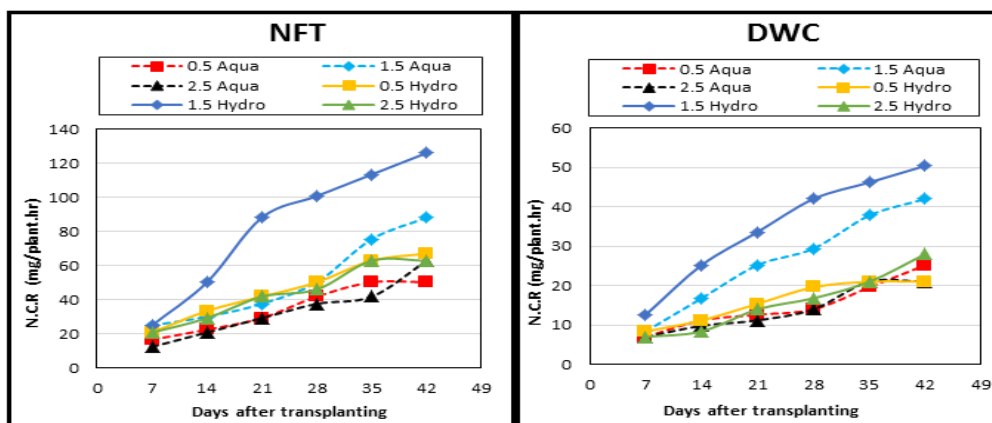 NFT
0.5 Aqua 1.5 Aqua
2.5 Aqua 0.5 Hydro
1.5 Hydro 2.5 Hydro
140
120
100
80
60
40
20
0
N.C.R (mg/plant.hr)
0 7 14 21 28 35 42 49
Days after transplanting
DWC
0.5 Aqua 1.5 Aqua
2.5 Aqua 0.5 Hydro
1.5 Hydro 2.5 Hydro
60
50
40
30
20
10
0
N.C.R (mg/plant.hr)
0 7 14 21 28 35 42 49
Days after transplanting